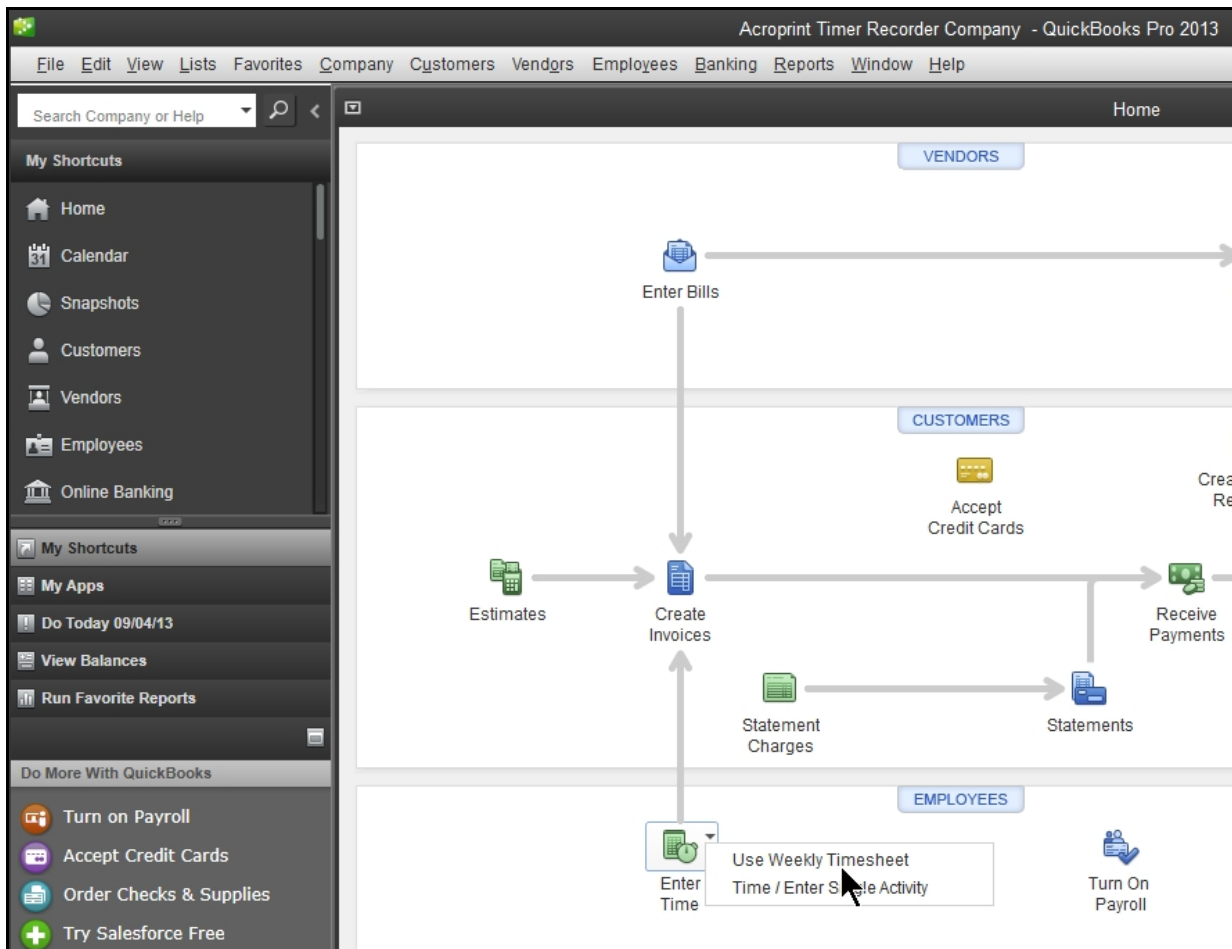 Acroprint Timer Recorder Company - QuickBooks Pro 2013
File Edit View Lists Favorites Company Customers Vendors Employees Banking Reports Window Help
Search Company or Help
Home
My Shortcuts
Home
31
Calendar
Snapshots
Customers
Vendors
Employees
Online Banking
My Shortcuts
My Apps
Do Today 09/04/13
View Balances
Run Favorite Reports
Do More With QuickBooks
Turn on Payroll
Accept Credit Cards
Order Checks & Supplies
Try Salesforce Free
VENDORS
Enter Bills
CUSTOMERS
Accept
Credit Cards
Crea
Re
Estimates
Create
Invoices
Receive
Payments
Statement
Charges
Statements
EMPLOYEES
Enter
Time
Use Weekly Timesheet
Time / Enter Activity
Turn On
Payroll